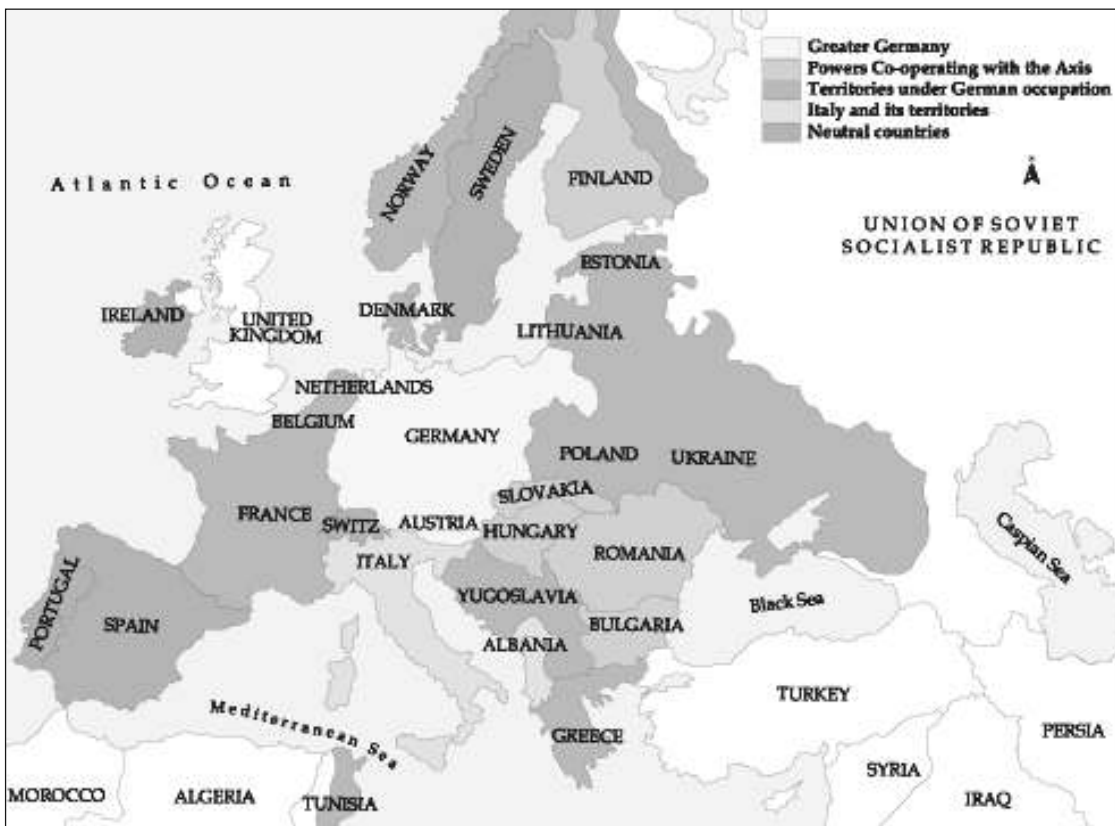 Greater Germany
Powers Co-operating with the Axis
Territories under German occupation
Italy and its territories
Neutral countries
Atlantic Ocean
NORWAY
SWEDEN
FINLAND
UNION OF SOVIET
SOCIALIST REPUBLIC
ESTONIA
IRELAND
UNITED
KINGDOM
DENMARK
LITHUANIA
NETHERLANDS
BELGIUM
GERMANY
POLAND
UKRAINE
SLOVAKIA
FRANCE
SWITZ
AUSTRIA
HUNGARY
ITALY
ROMANIA
Caspian Sea
PORTUGAL
SPAIN
YUGOSLAVIA
Black Sea
BULGARIA
ALBANIA
TURKEY
Mediterranean Sea
GREECE
PERSIA
SYRIA
MOROCCO
ALGERIA
TUNISIA
IRAQ